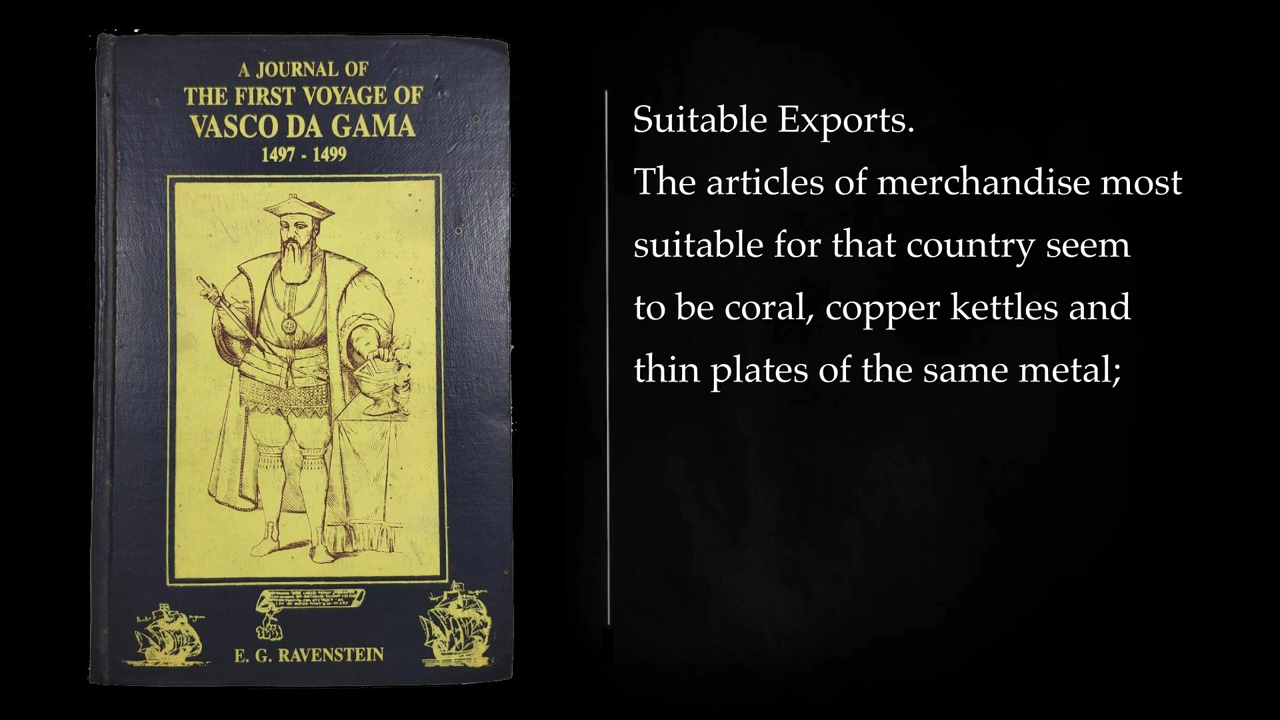 A JOURNAL OF
THE FIRST VOYAGE OF
VASCO DA GAMA
1497 - 1499
E. G. RAVENSTEIN
Suitable Exports.
The articles of merchandise most
suitable for that country seem
to be coral, copper kettles and
thin plates of the same metal;